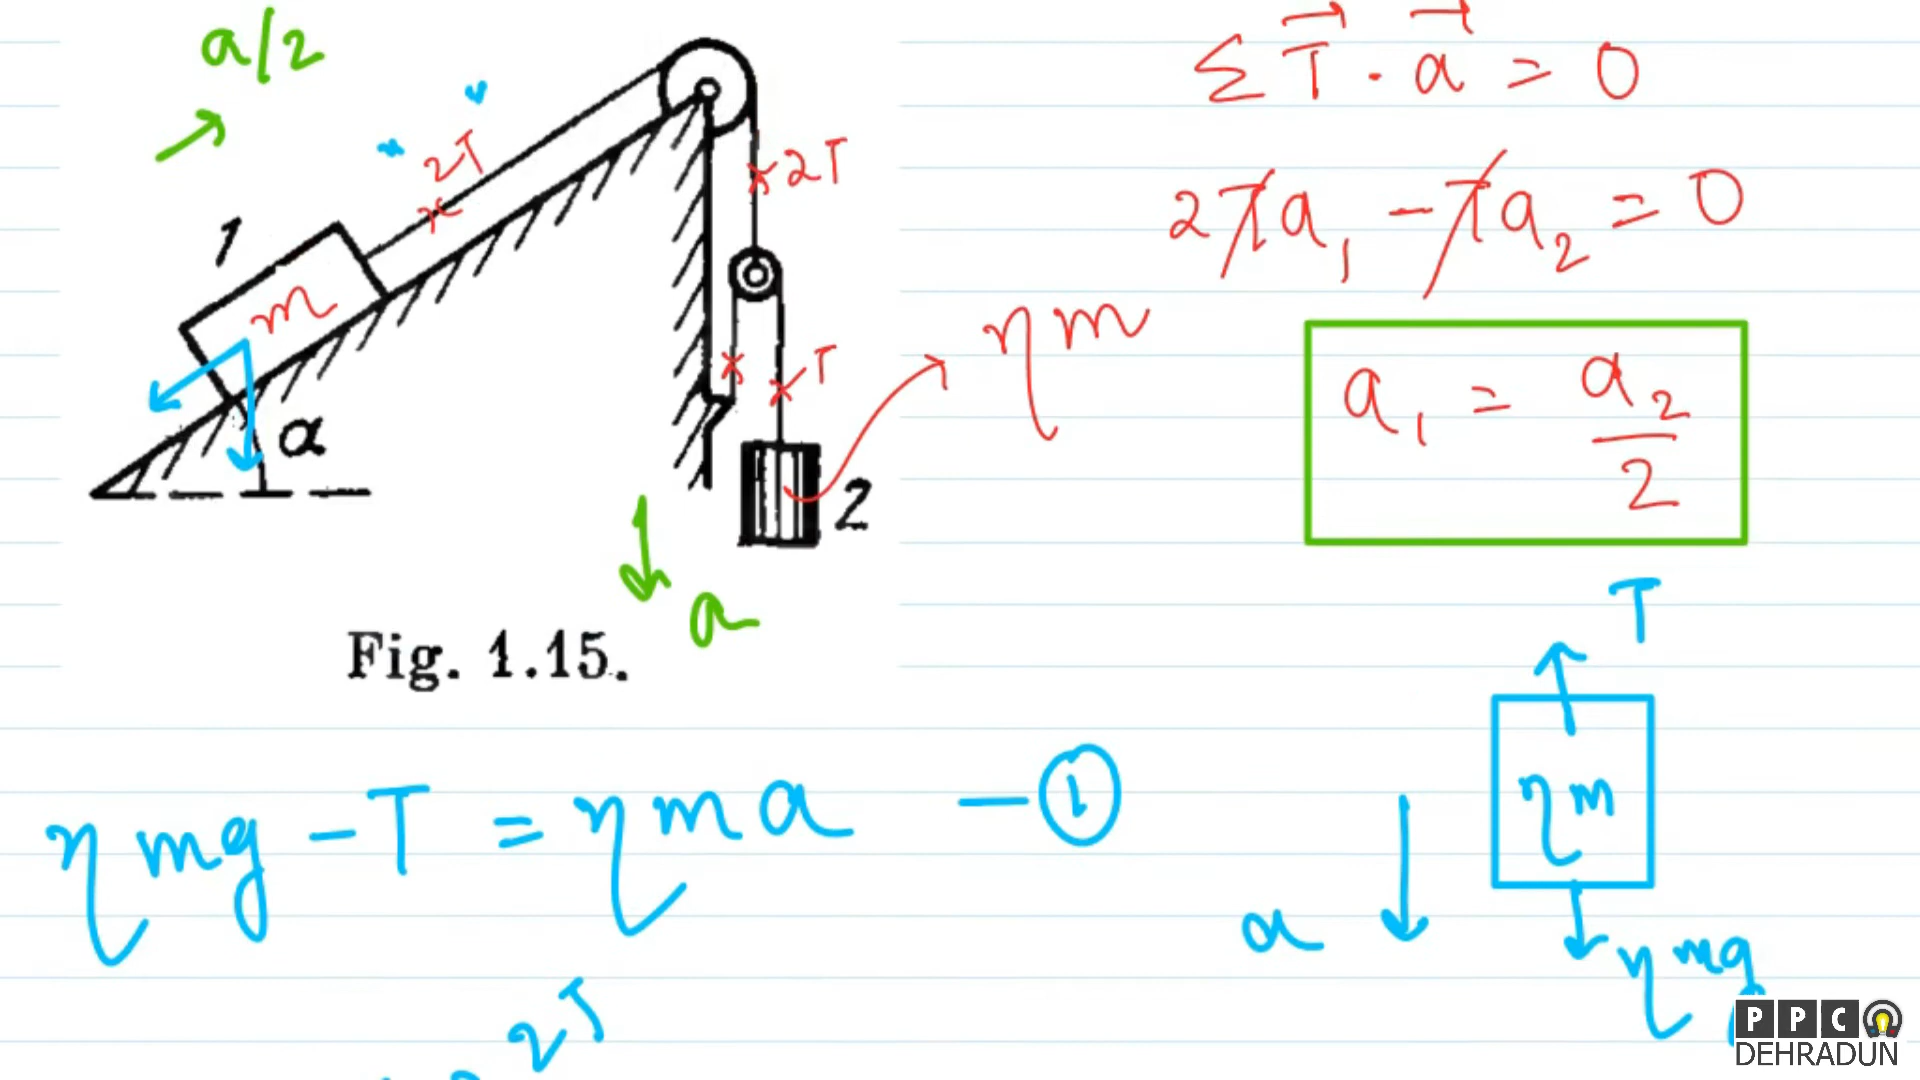 a/2
Σ T · a = 0
2T
2T
2Ta₁ - Ta₂ = 0
1
m
ηm
T
a₁ = a₂/2
α
2
a
Fig. 1.15.
T
ηmg - T = ηma - ①
ηm
a
ηmg
2T
PPC
DEHRADUN